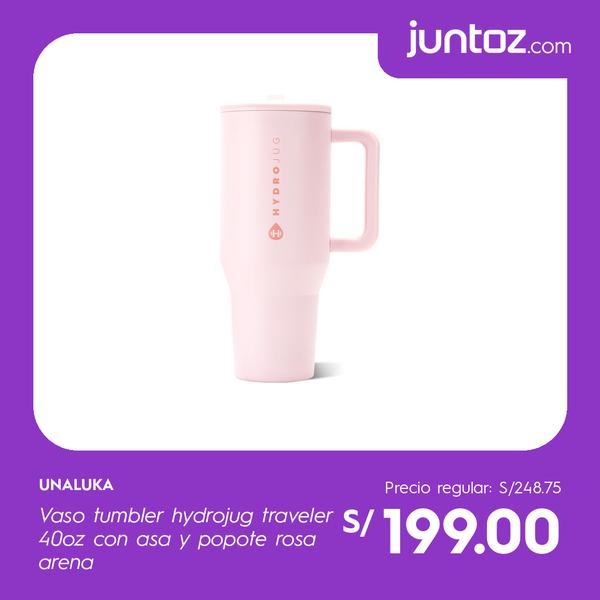 juntoz.com
HYDROJUG
UNALUKA
Vaso tumbler hydrojug traveler
40oz con asa y popote rosa
arena
Precio regular: S/248.75
S/199.00